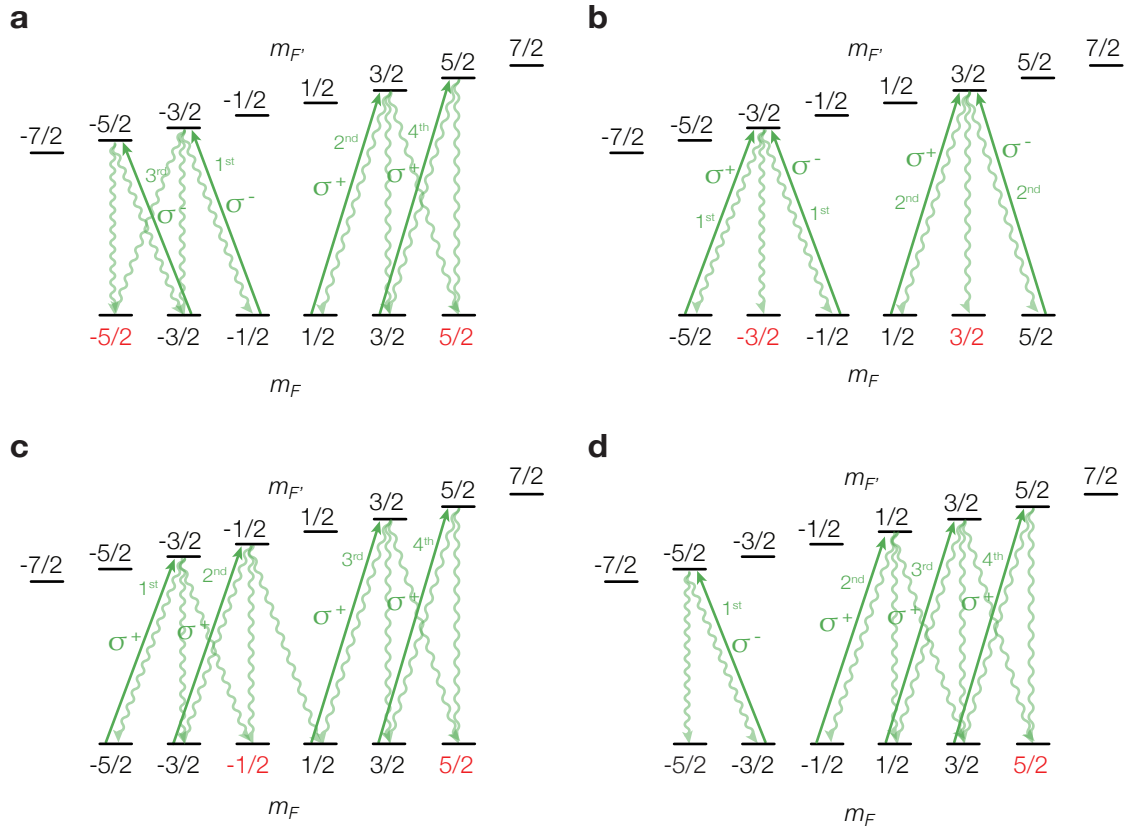 a
m_F'
-7/2 -5/2 -3/2 -1/2 1/2 3/2 5/2 7/2
1st 2nd 3rd 4th
σ- σ- σ+ σ+
-5/2 -3/2 -1/2 1/2 3/2 5/2
m_F
b
m_F'
-7/2 -5/2 -3/2 -1/2 1/2 3/2 5/2 7/2
σ+ σ- σ+ σ-
1st 1st 2nd 2nd
-5/2 -3/2 -1/2 1/2 3/2 5/2
m_F
c
m_F'
-7/2 -5/2 -3/2 -1/2 1/2 3/2 5/2 7/2
1st 2nd 3rd 4th
σ+ σ+ σ+ σ+
-5/2 -3/2 -1/2 1/2 3/2 5/2
m_F
d
m_F'
-7/2 -5/2 -3/2 -1/2 1/2 3/2 5/2 7/2
1st 2nd 3rd 4th
σ- σ+ σ+ σ+
-5/2 -3/2 -1/2 1/2 3/2 5/2
m_F